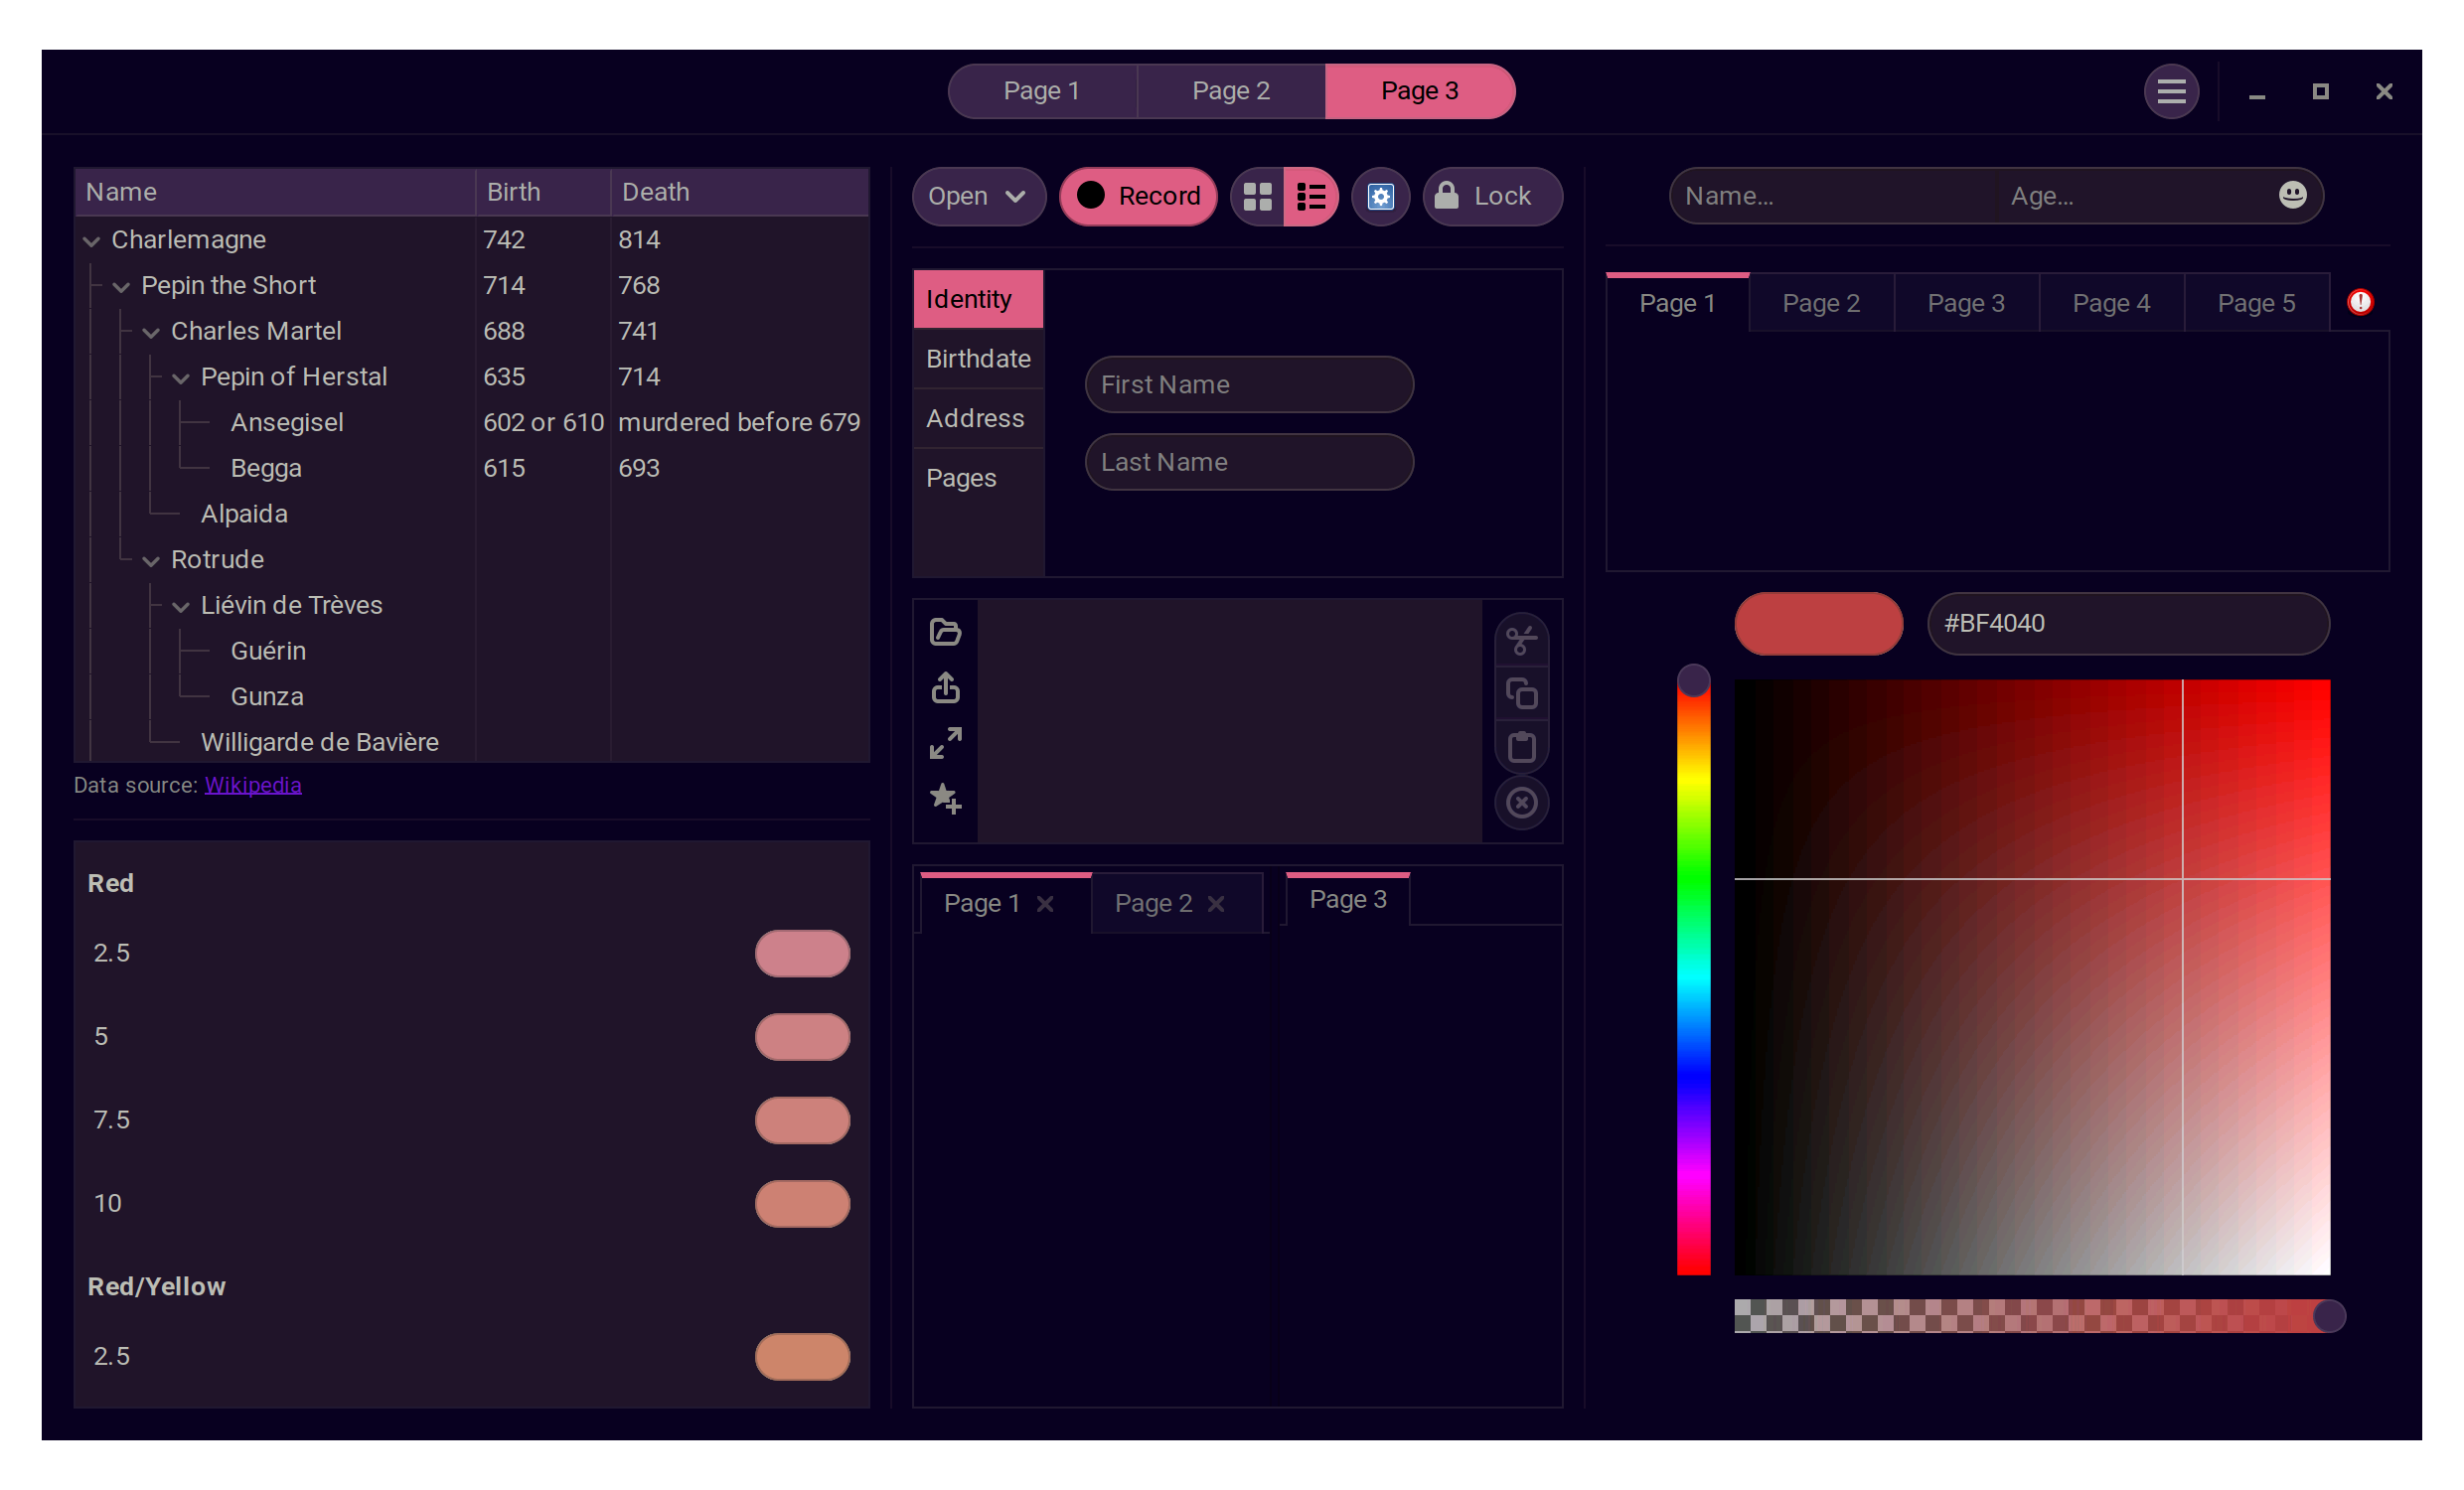 Page 1
Page 2
Page 3
Name Birth Death
Charlemagne 742 814
Pepin the Short 714 768
Charles Martel 688 741
Pepin of Herstal 635 714
Ansegisel 602 or 610 murdered before 679
Begga 615 693
Alpaida
Rotrude
Liévin de Trèves
Guérin
Gunza
Willigarde de Bavière
Data source: Wikipedia
Red
2.5
5
7.5
10
Red/Yellow
2.5
Open
Record
Lock
Identity
Birthdate
Address
Pages
First Name
Last Name
Page 1
Page 2
Page 3
Name...
Age...
Page 1
Page 2
Page 3
Page 4
Page 5
#BF4040